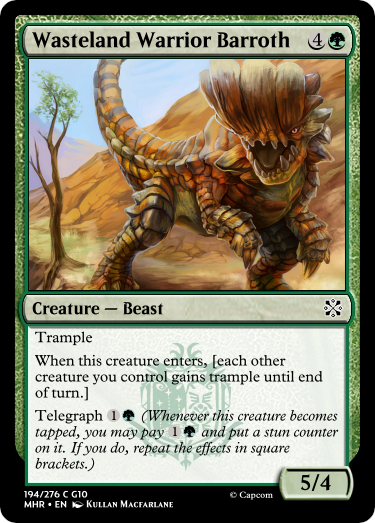 Wasteland Warrior Barroth 4
Creature — Beast
Trample
When this creature enters, [each other
creature you control gains trample until end
of turn.]
Telegraph 1 (Whenever this creature becomes
tapped, you may pay 1 and put a stun counter
on it. If you do, repeat the effects in square
brackets.)
5/4
194/276 C G10
MHR • EN Kullan Macfarlane
© Capcom